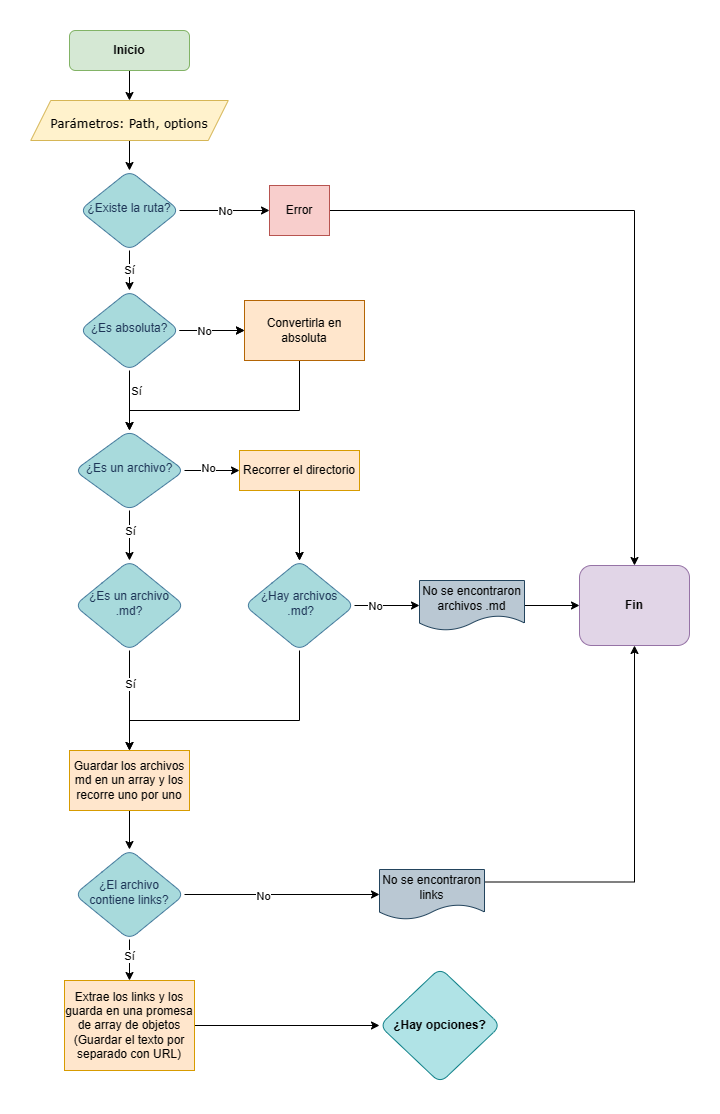 Inicio
Parámetros: Path, options
¿Existe la ruta?
No
Error
Sí
¿Es absoluta?
No
Convertirla en
absoluta
Sí
¿Es un archivo?
No
Recorrer el directorio
Sí
¿Es un archivo
.md?
¿Hay archivos
.md?
No
No se encontraron
archivos .md
Fin
Sí
Guardar los archivos
md en un array y los
recorre uno por uno
¿El archivo
contiene links?
No
No se encontraron
links
Sí
Extrae los links y los
guarda en una promesa
de array de objetos
(Guardar el texto por
separado con URL)
¿Hay opciones?